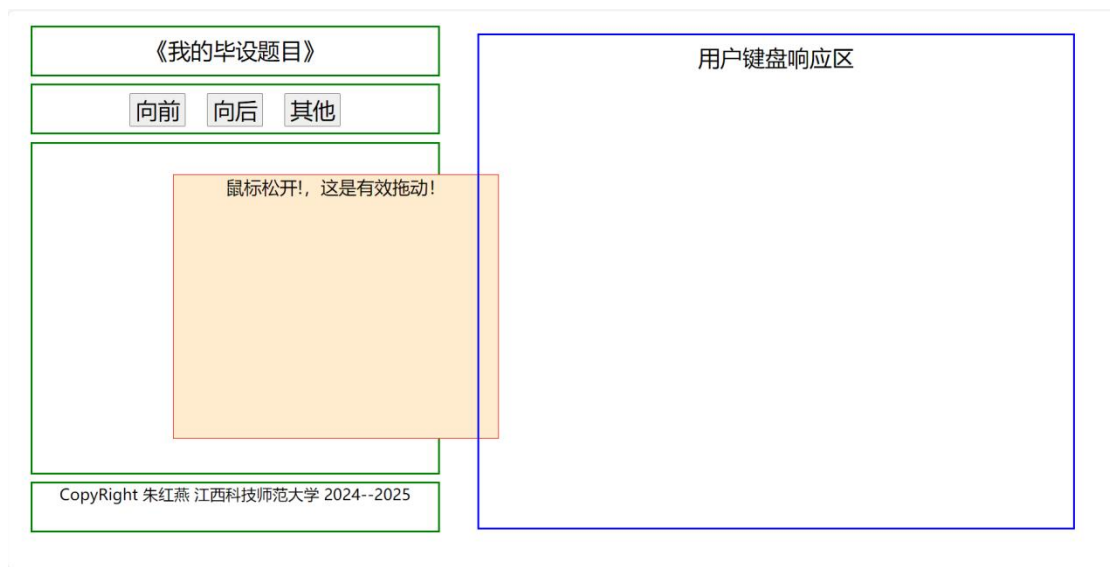 《我的毕设题目》
向前 向后 其他
鼠标松开!，这是有效拖动!
CopyRight 朱红燕 江西科技师范大学 2024--2025
用户键盘响应区